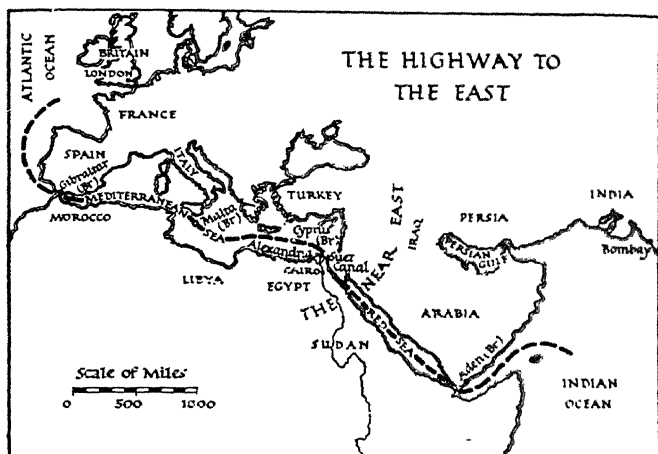 THE HIGHWAY TO
THE EAST
ATLANTIC
OCEAN
BRITAIN
LONDON
FRANCE
SPAIN
Gibraltar
(Br)
ITALY
MEDITERRANEAN
SEA
MOROCCO
Malta (Br)
TURKEY
Cyprus
(Br)
Alexandria
Suez
Canal
CAIRO
LIBYA
EGYPT
THE NEAR EAST
IRAQ
PERSIA
PERSIAN
GULF
INDIA
Bombay
ARABIA
RED SEA
SUDAN
Aden (Br)
INDIAN
OCEAN
Scale of Miles
0 500 1000